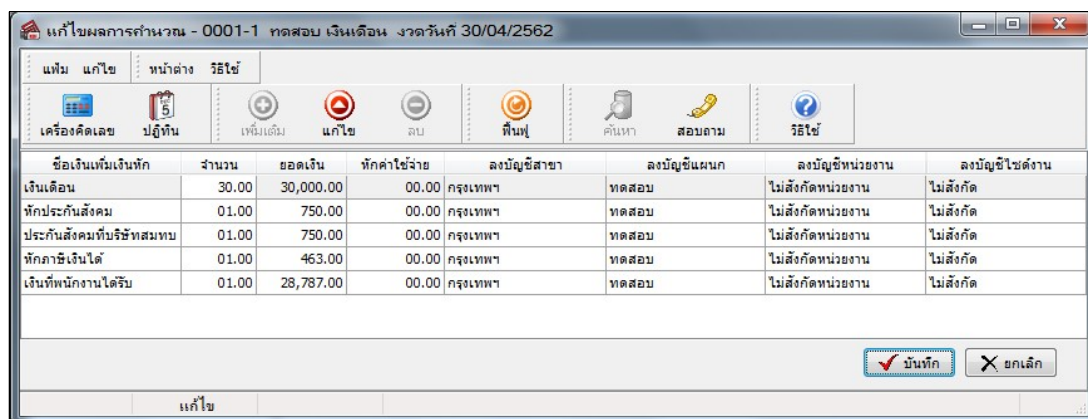 แก้ไขผลการคำนวณ - 0001-1 ทดสอบ เงินเดือน งวดวันที่ 30/04/2562
แฟ้ม แก้ไข หน้าต่าง วิธีใช้
เครื่องคิดเลข ปฏิทิน เพิ่มเติม แก้ไข ลบ ฟื้นฟู ค้นหา สอบถาม วิธีใช้
ชื่อเงินเพิ่มเงินหัก จำนวน ยอดเงิน หักค่าใช้จ่าย ลงบัญชีสาขา ลงบัญชีแผนก ลงบัญชีหน่วยงาน ลงบัญชีไซด์งาน
เงินเดือน 30.00 30,000.00 00.00 กรุงเทพฯ ทดสอบ ไม่สังกัดหน่วยงาน ไม่สังกัด
หักประกันสังคม 01.00 750.00 00.00 กรุงเทพฯ ทดสอบ ไม่สังกัดหน่วยงาน ไม่สังกัด
ประกันสังคมที่บริษัทสมทบ 01.00 750.00 00.00 กรุงเทพฯ ทดสอบ ไม่สังกัดหน่วยงาน ไม่สังกัด
หักภาษีเงินได้ 01.00 463.00 00.00 กรุงเทพฯ ทดสอบ ไม่สังกัดหน่วยงาน ไม่สังกัด
เงินที่พนักงานได้รับ 01.00 28,787.00 00.00 กรุงเทพฯ ทดสอบ ไม่สังกัดหน่วยงาน ไม่สังกัด
บันทึก ยกเลิก
แก้ไข